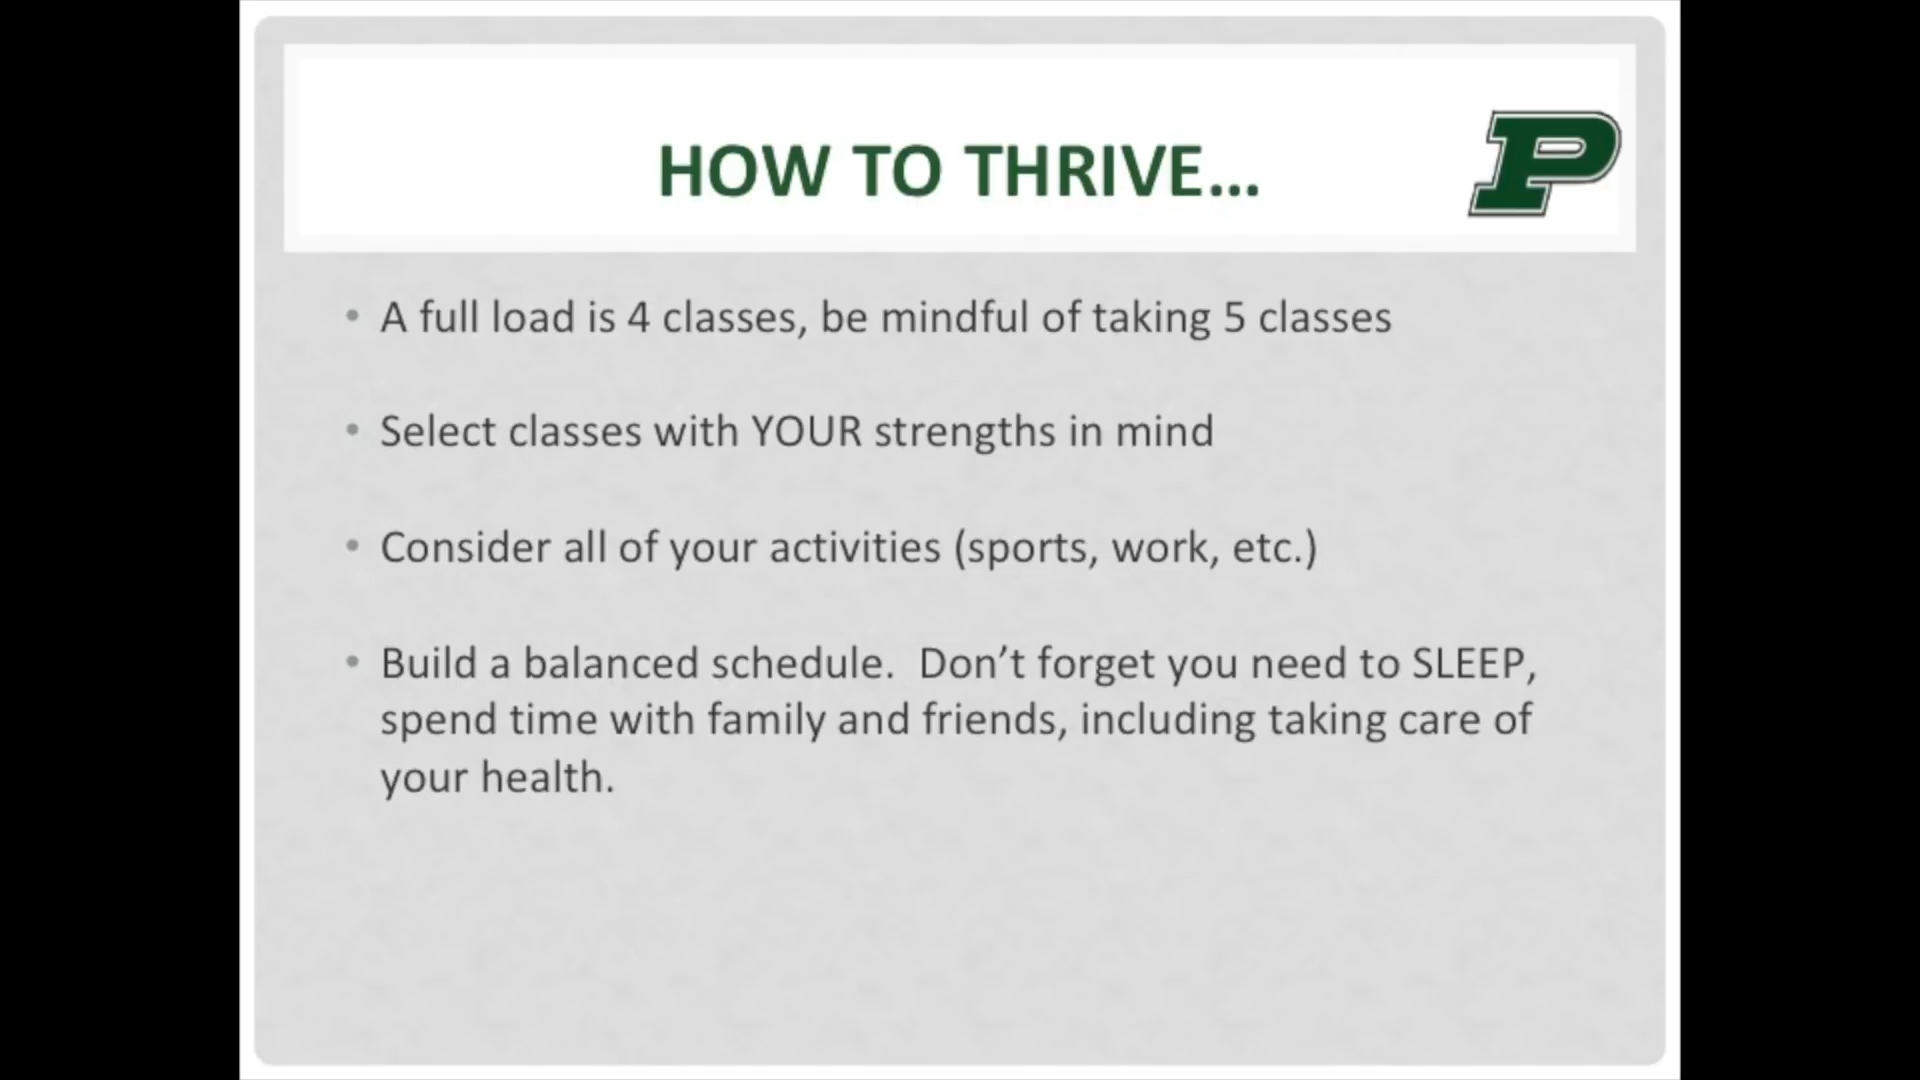 HOW TO THRIVE...
P
• A full load is 4 classes, be mindful of taking 5 classes
• Select classes with YOUR strengths in mind
• Consider all of your activities (sports, work, etc.)
• Build a balanced schedule.  Don’t forget you need to SLEEP,
spend time with family and friends, including taking care of
your health.